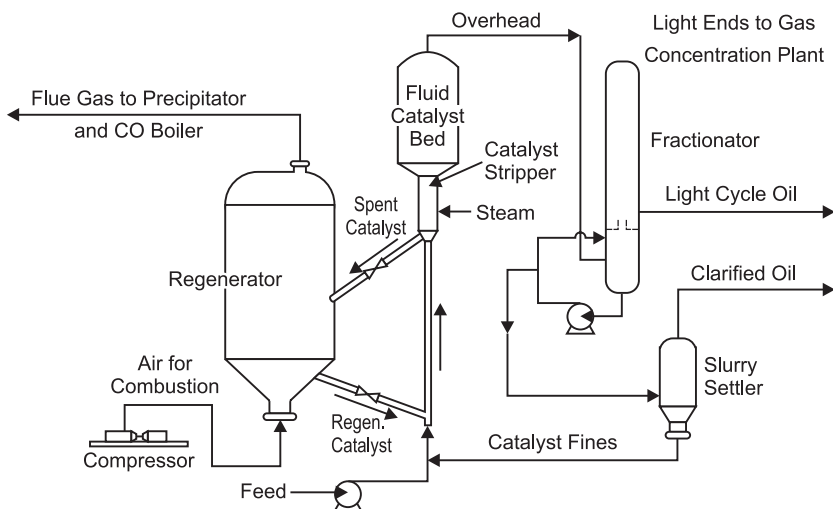 Overhead
Light Ends to Gas
Concentration Plant
Flue Gas to Precipitator
and CO Boiler
Fluid
Catalyst
Bed
Fractionator
Catalyst
Stripper
Light Cycle Oil
Spent
Catalyst
Steam
Regenerator
Clarified Oil
Air for
Combustion
Slurry
Settler
Regen.
Catalyst
Compressor
Catalyst Fines
Feed